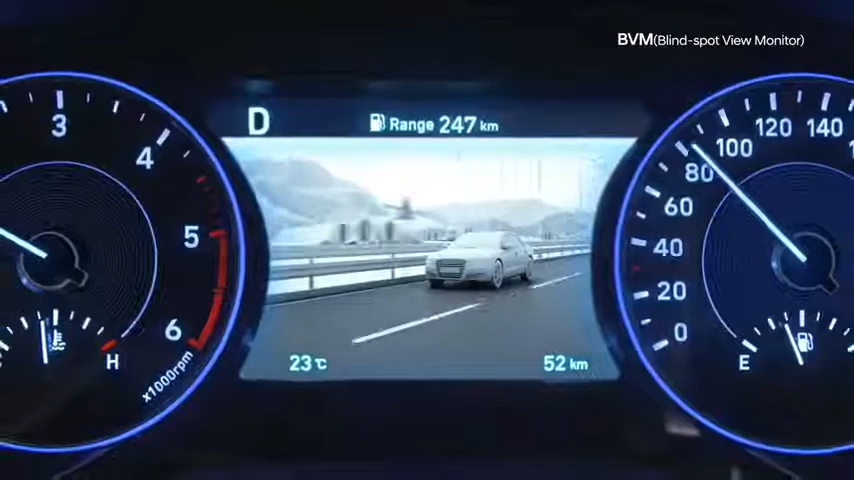 BVM(Blind-spot View Monitor)
D
Range 247 km
3
4
5
6
x1000rpm
H
0
20
40
60
80
100
120
140
E
23℃
52 km